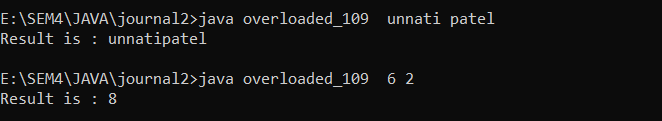 E:\SEM4\JAVA\journal2>java overloaded_109  unnati patel
Result is : unnatipatel
E:\SEM4\JAVA\journal2>java overloaded_109  6 2
Result is : 8